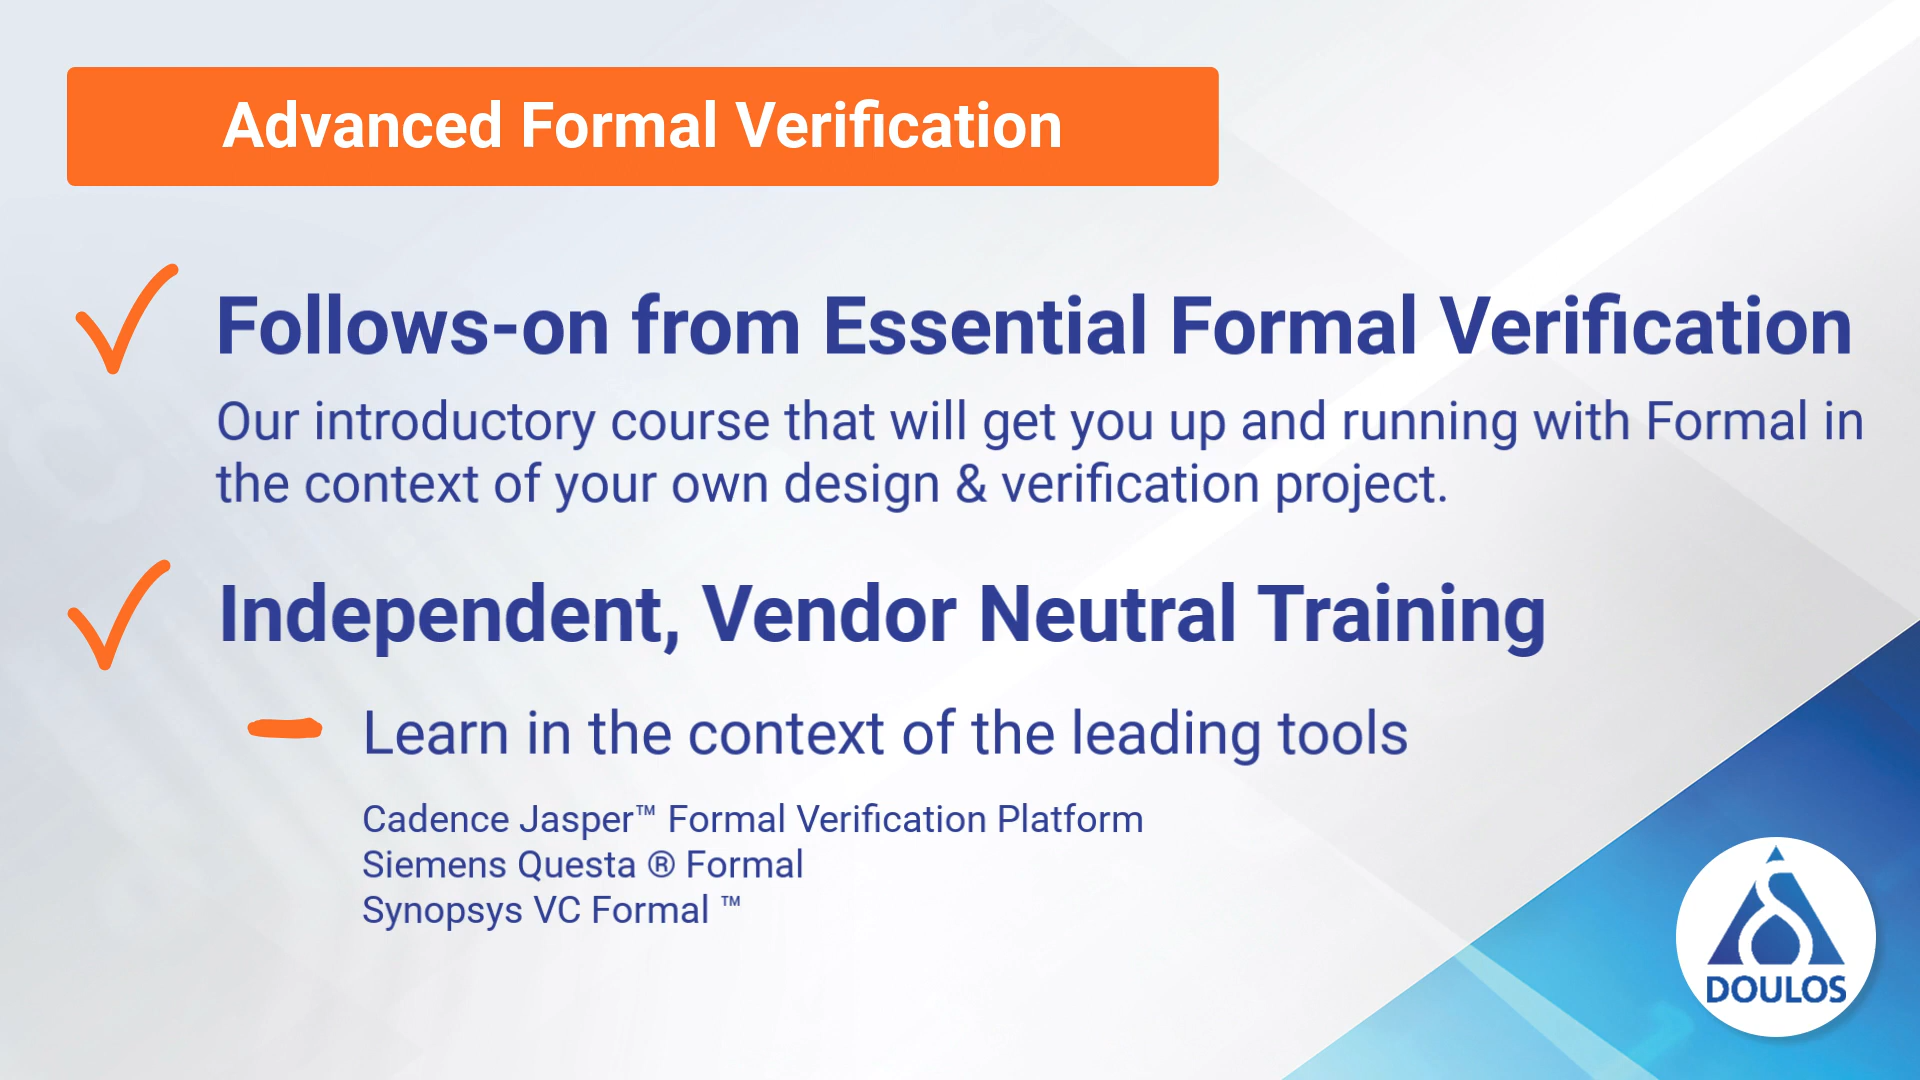 Advanced Formal Verification
Follows-on from Essential Formal Verification
Our introductory course that will get you up and running with Formal in
the context of your own design & verification project.
Independent, Vendor Neutral Training
Learn in the context of the leading tools
Cadence Jasper™ Formal Verification Platform
Siemens Questa ® Formal
Synopsys VC Formal ™
DOULOS